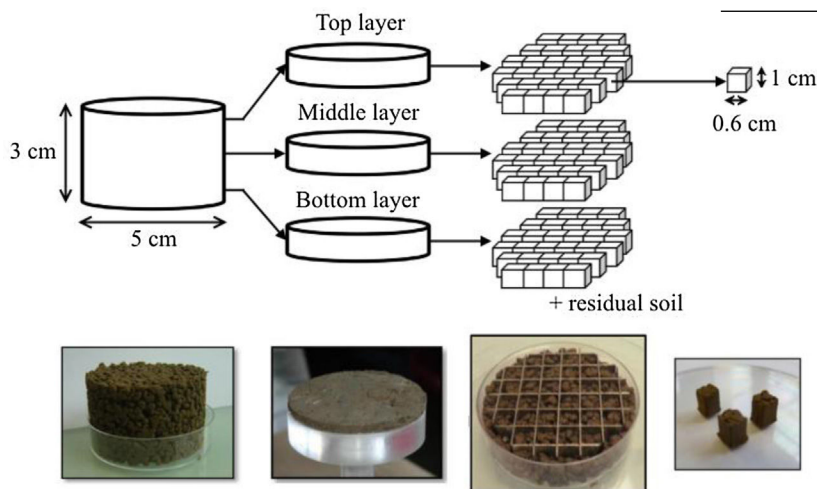 Top layer
1 cm
Middle layer
0.6 cm
3 cm
Bottom layer
5 cm
+ residual soil